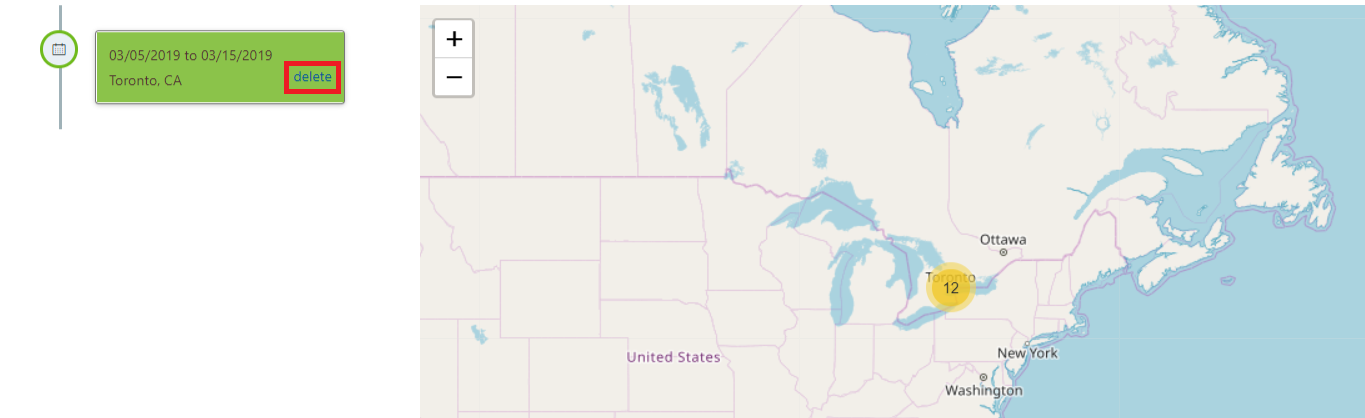 03/05/2019 to 03/15/2019
Toronto, CA
delete
+
−
Ottawa
Toronto
12
United States
New York
Washington